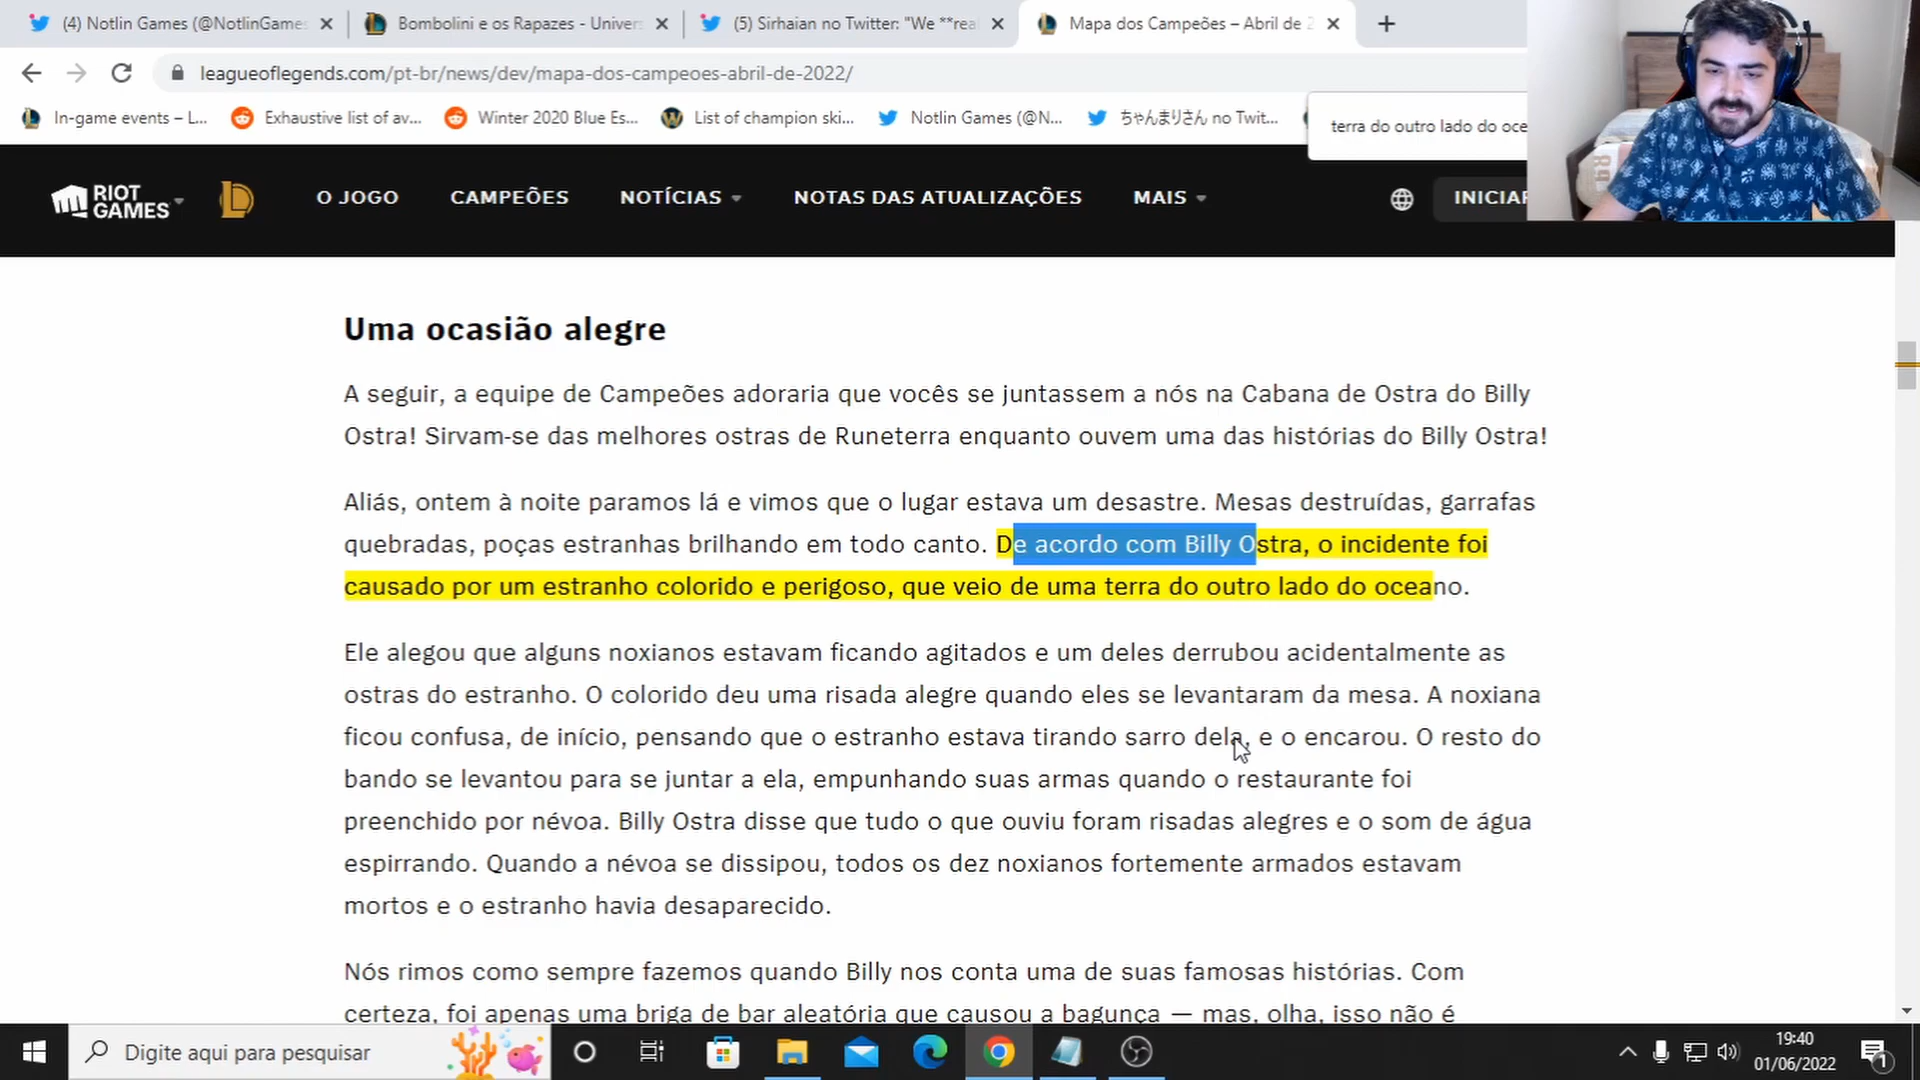 (4) Notlin Games (@NotlinGames
Bombolini e os Rapazes - Univers
(5) Sirhaian no Twitter: "We **rea
Mapa dos Campeões – Abril de 2
leagueoflegends.com/pt-br/news/dev/mapa-dos-campeoes-abril-de-2022/
In-game events – L...
Exhaustive list of av...
Winter 2020 Blue Es...
List of champion ski...
Notlin Games (@N...
ちゃんまりさん no Twit...
terra do outro lado do oce
RIOT GAMES
O JOGO
CAMPEÕES
NOTÍCIAS
NOTAS DAS ATUALIZAÇÕES
MAIS
INICIAR
Uma ocasião alegre
A seguir, a equipe de Campeões adoraria que vocês se juntassem a nós na Cabana de Ostra do Billy
Ostra! Sirvam-se das melhores ostras de Runeterra enquanto ouvem uma das histórias do Billy Ostra!
Aliás, ontem à noite paramos lá e vimos que o lugar estava um desastre. Mesas destruídas, garrafas
quebradas, poças estranhas brilhando em todo canto. De acordo com Billy Ostra, o incidente foi
causado por um estranho colorido e perigoso, que veio de uma terra do outro lado do oceano.
Ele alegou que alguns noxianos estavam ficando agitados e um deles derrubou acidentalmente as
ostras do estranho. O colorido deu uma risada alegre quando eles se levantaram da mesa. A noxiana
ficou confusa, de início, pensando que o estranho estava tirando sarro dela, e o encarou. O resto do
bando se levantou para se juntar a ela, empunhando suas armas quando o restaurante foi
preenchido por névoa. Billy Ostra disse que tudo o que ouviu foram risadas alegres e o som de água
espirrando. Quando a névoa se dissipou, todos os dez noxianos fortemente armados estavam
mortos e o estranho havia desaparecido.
Nós rimos como sempre fazemos quando Billy nos conta uma de suas famosas histórias. Com
certeza, foi apenas uma briga de bar aleatória que causou a bagunça — mas, olha, isso não é
Digite aqui para pesquisar
19:40
01/06/2022
1